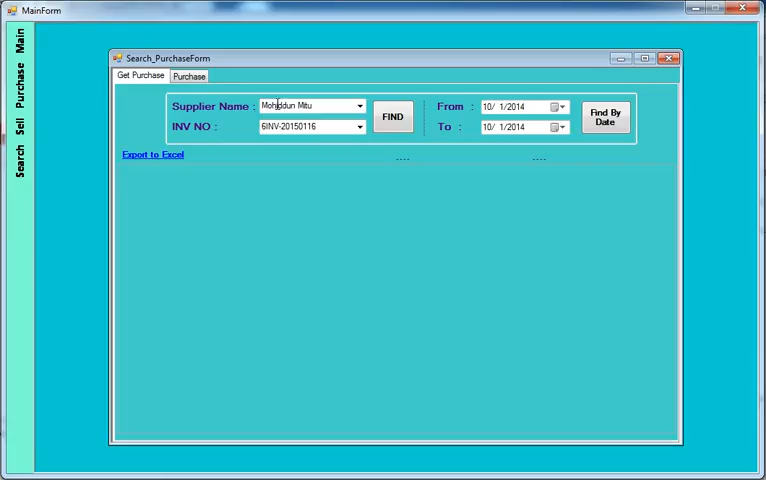 MainForm
Main
Purchase
Sell
Search
Search_PurchaseForm
Get Purchase
Purchase
Supplier Name :
Mohiddun Mitu
FIND
From :
10/ 1/2014
Find By
Date
INV NO :
6INV-20150116
To :
10/ 1/2014
Export to Excel
----
----